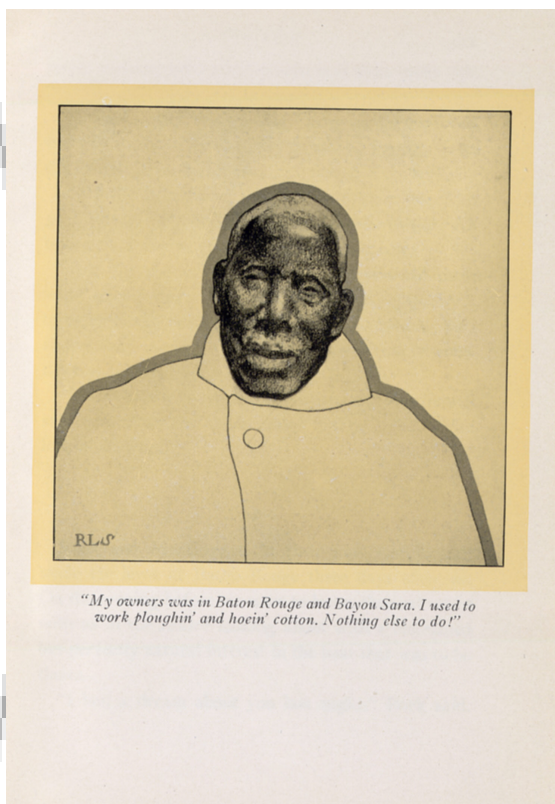 RLS
"My owners was in Baton Rouge and Bayou Sara. I used to
work ploughin' and hoein' cotton. Nothing else to do!"